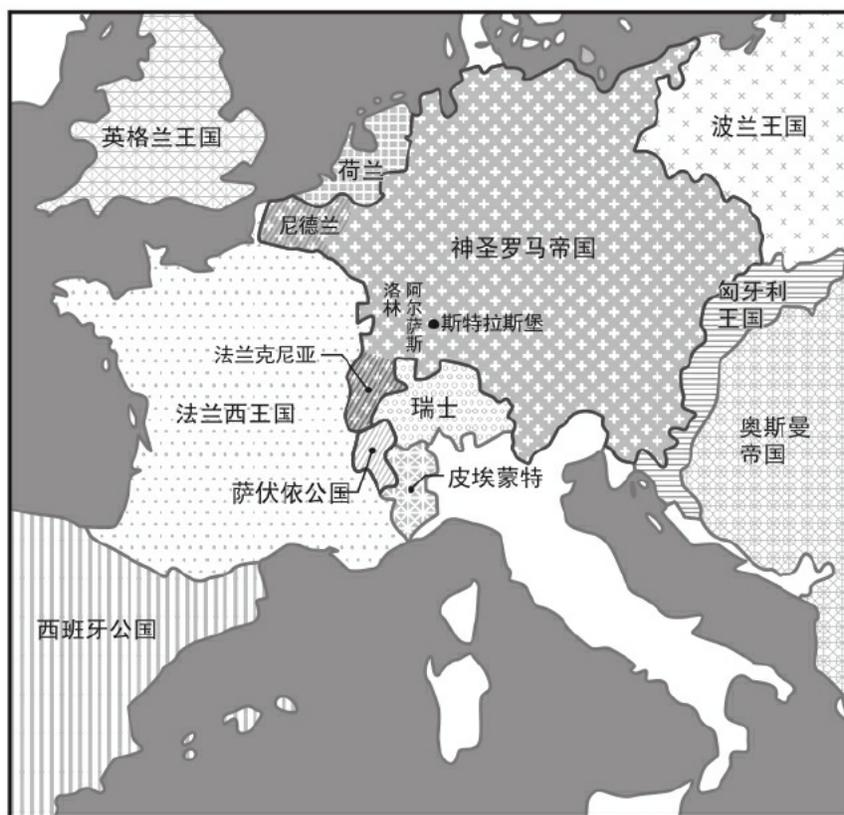 英格兰王国
波兰王国
荷兰
尼德兰
神圣罗马帝国
匈牙利
王国
洛林
阿尔萨斯
斯特拉斯堡
法兰克尼亚
法兰西王国
瑞士
奥斯曼
帝国
萨伏依公国
皮埃蒙特
西班牙公国